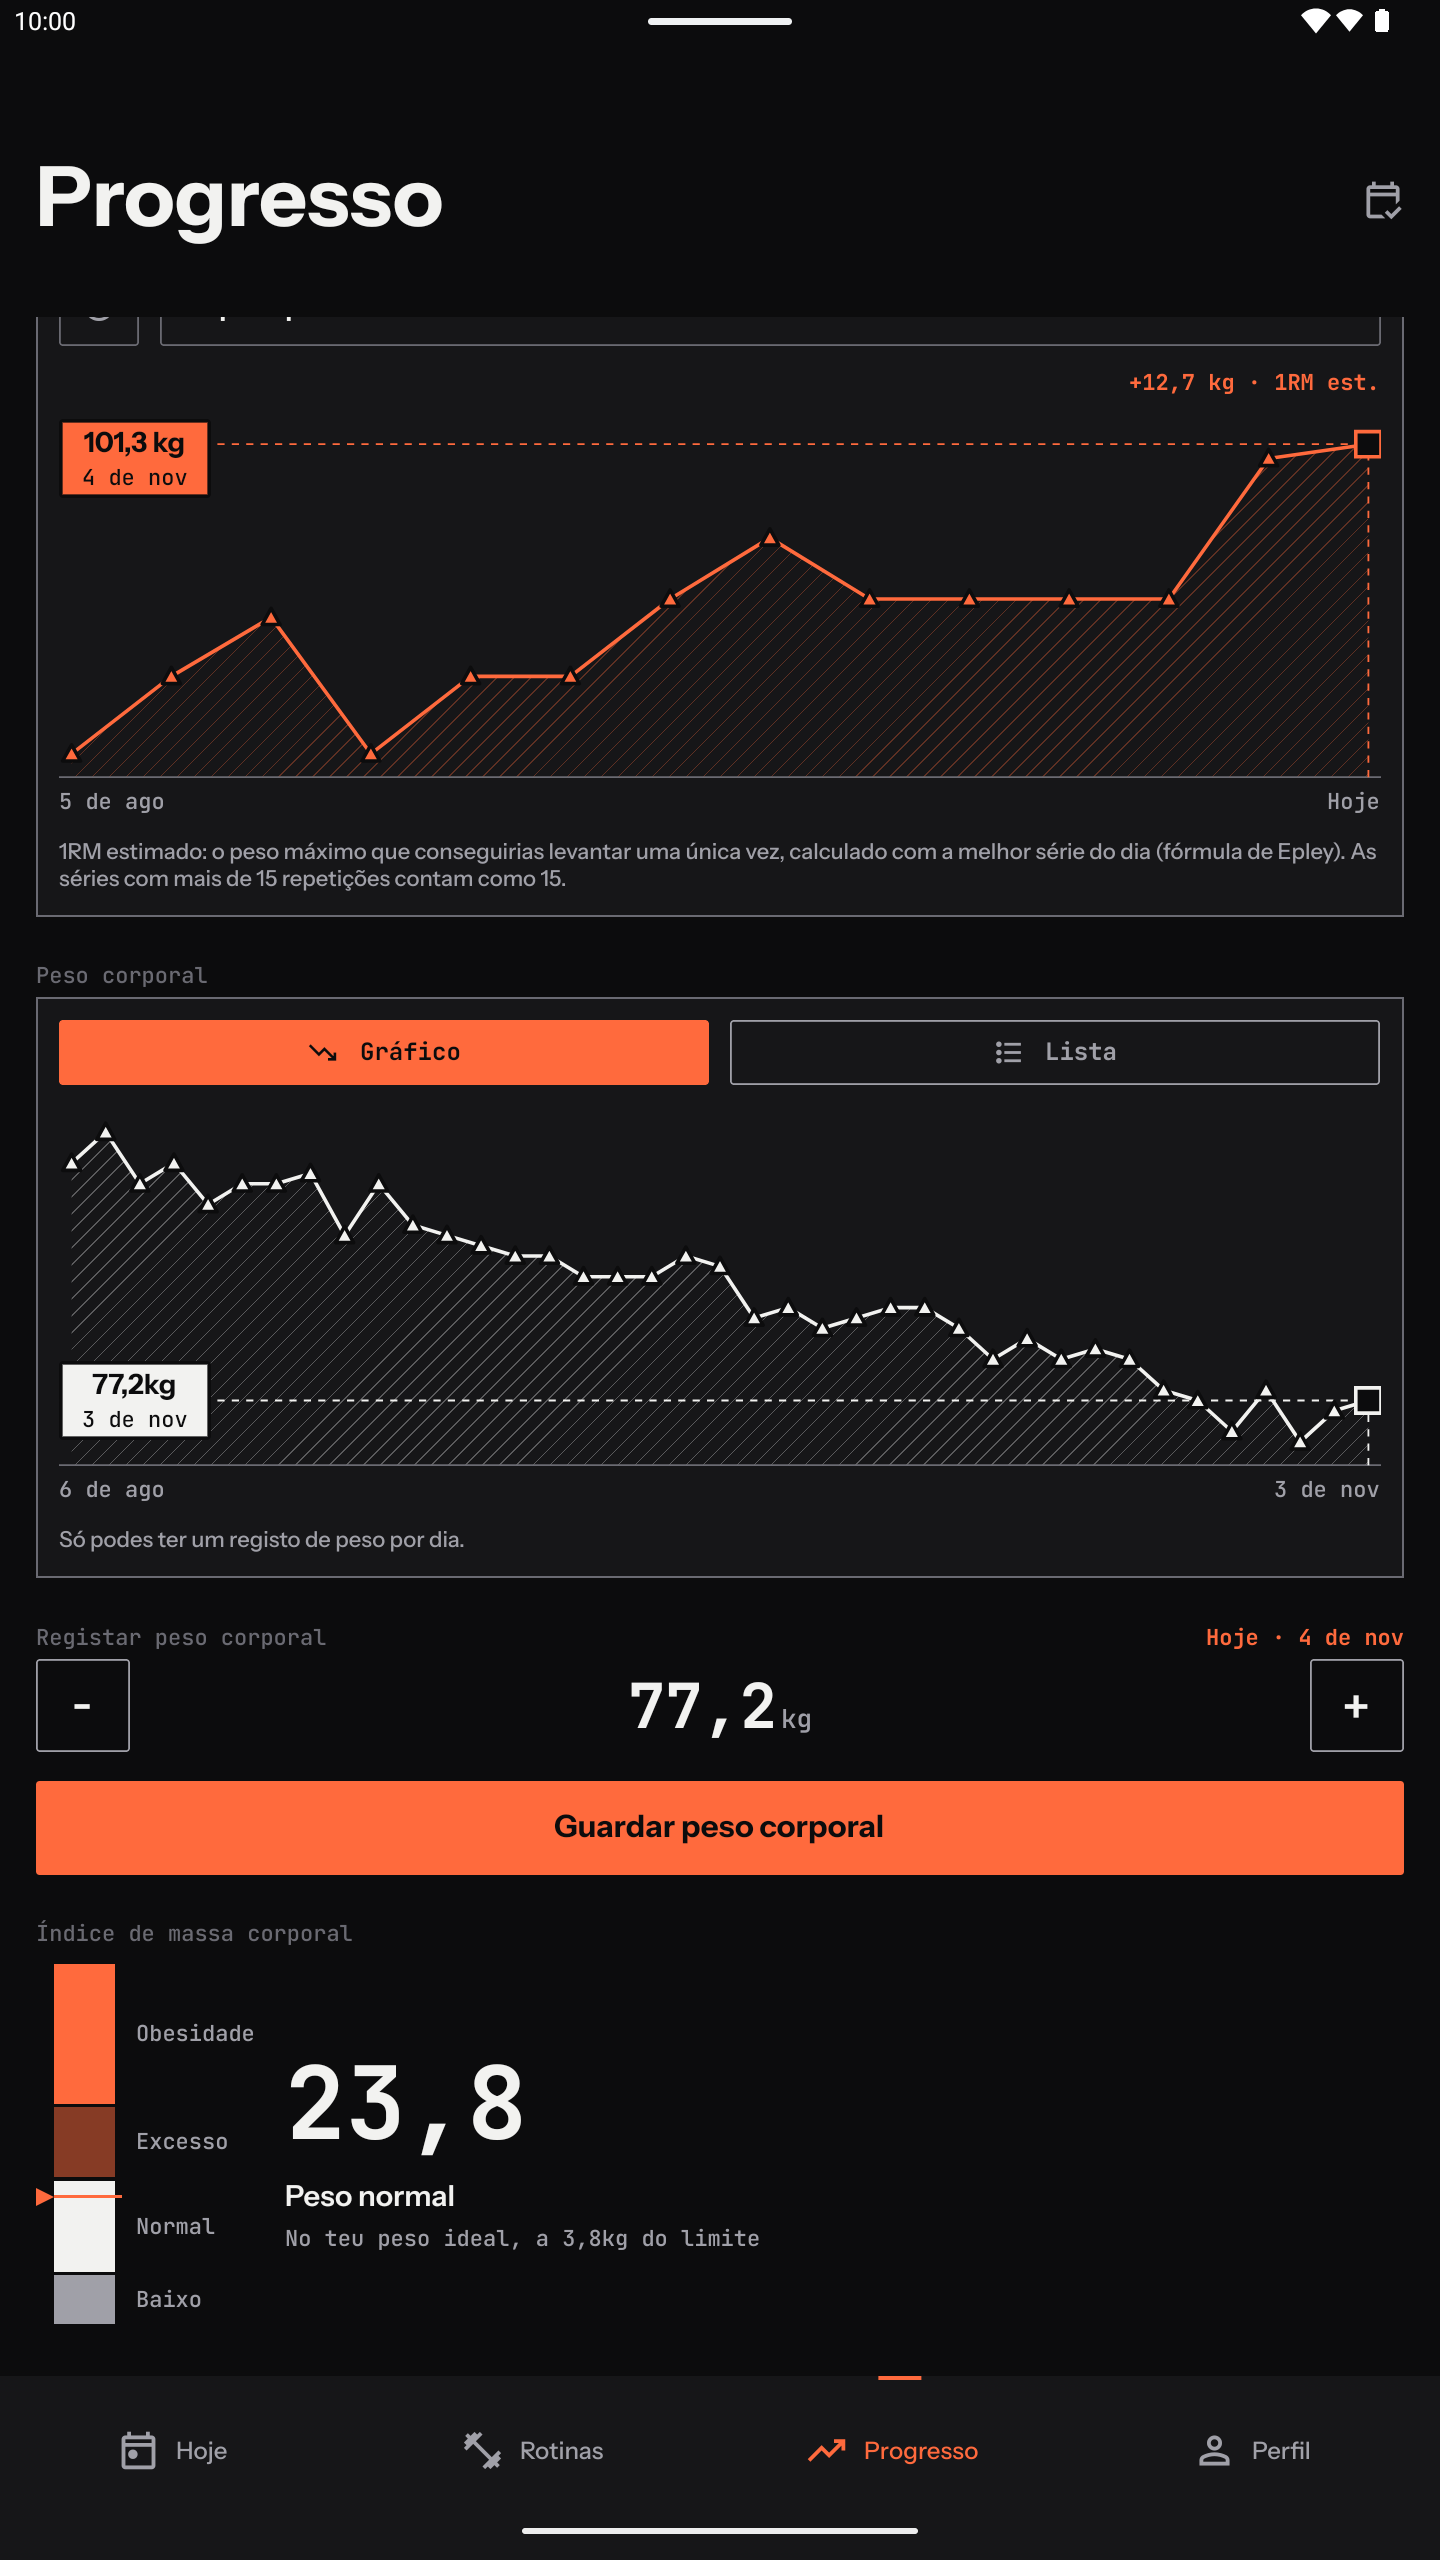 10:00
Progresso
+12,7 kg · 1RM est.
101,3 kg
4 de nov
5 de ago
Hoje
1RM estimado: o peso máximo que conseguirias levantar uma única vez, calculado com a melhor série do dia (fórmula de Epley). As
séries com mais de 15 repetições contam como 15.
Peso corporal
Gráfico
Lista
77,2kg
3 de nov
6 de ago
3 de nov
Só podes ter um registo de peso por dia.
Registar peso corporal
Hoje · 4 de nov
-
77,2kg
+
Guardar peso corporal
Índice de massa corporal
Obesidade
23,8
Excesso
Peso normal
Normal
No teu peso ideal, a 3,8kg do limite
Baixo
Hoje
Rotinas
Progresso
Perfil